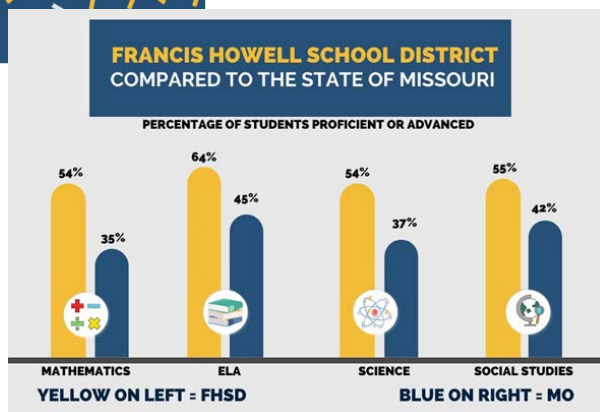 FRANCIS HOWELL SCHOOL DISTRICT
COMPARED TO THE STATE OF MISSOURI
PERCENTAGE OF STUDENTS PROFICIENT OR ADVANCED
54%
35%
64%
45%
54%
37%
55%
42%
MATHEMATICS
ELA
SCIENCE
SOCIAL STUDIES
YELLOW ON LEFT = FHSD
BLUE ON RIGHT = MO